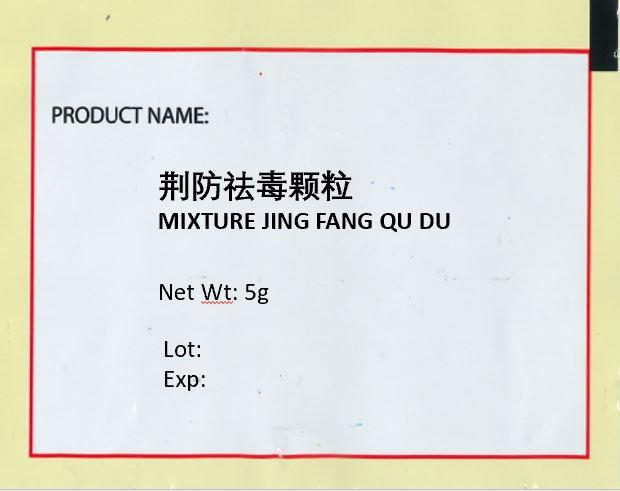 PRODUCT NAME:
荆防祛毒颗粒
MIXTURE JING FANG QU DU
Net Wt: 5g
Lot:
Exp: